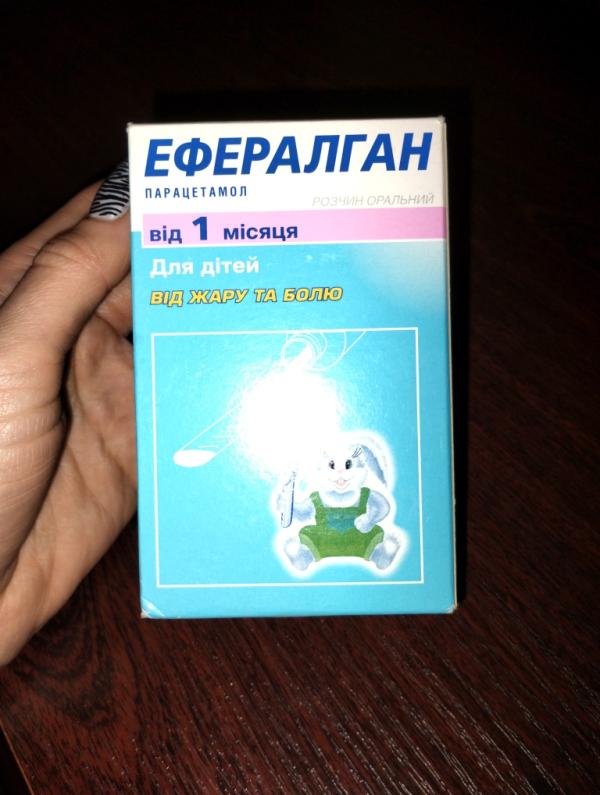 ЕФЕРАЛГАН
ПАРАЦЕТАМОЛ
РОЗЧИН ОРАЛЬНИЙ
від 1 місяця
Для дітей
ВІД ЖАРУ ТА БОЛЮ